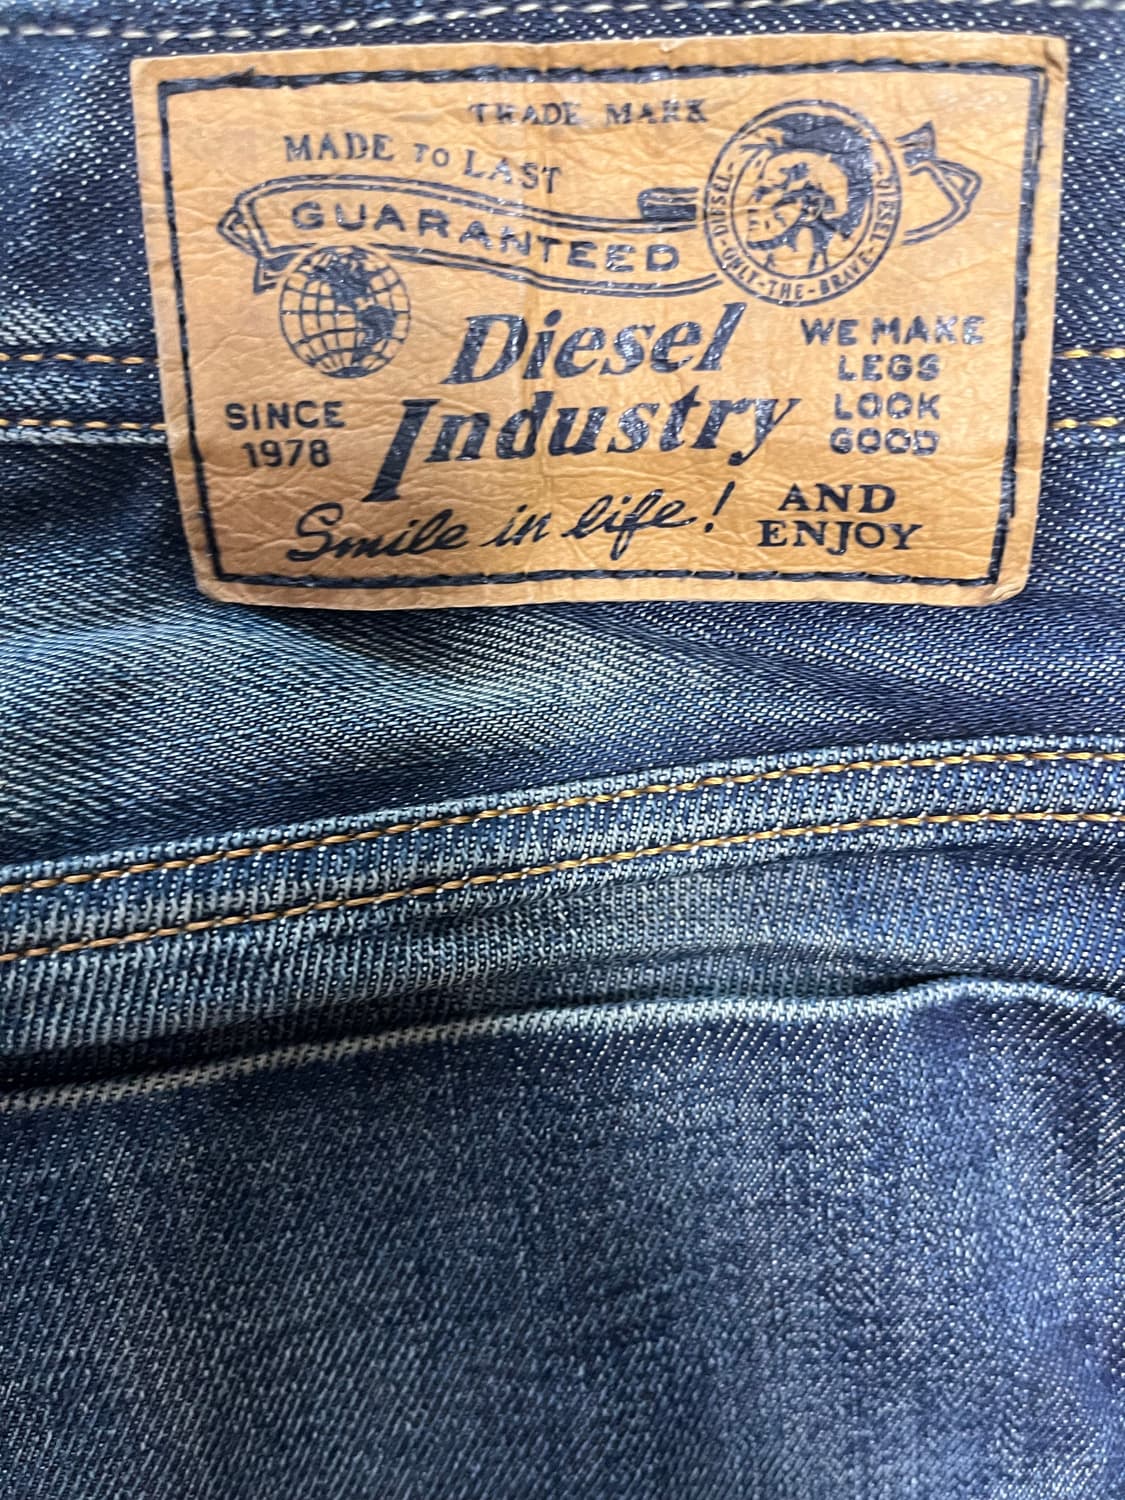 TRADE MARK
MADE TO LAST
GUARANTEED
DIESEL-ONLY-THE-BRAVE-DIESEL
Diesel
Industry
SINCE
1978
WE MAKE
LEGS
LOOK
GOOD
AND
ENJOY
Smile in life!